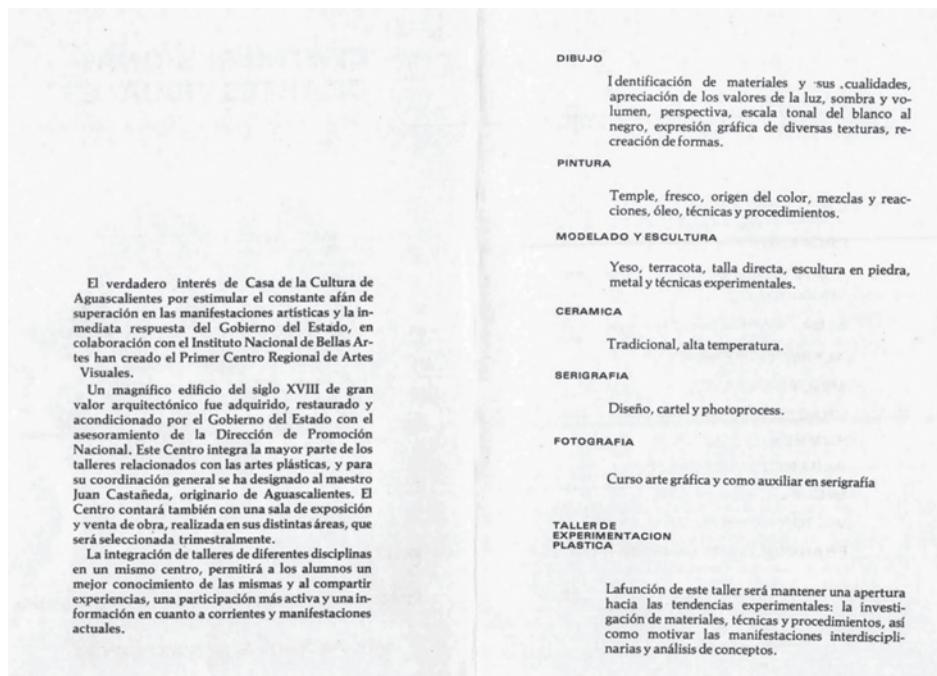 El verdadero interés de Casa de la Cultura de
Aguascalientes por estimular el constante afán de
superación en las manifestaciones artísticas y la in-
mediata respuesta del Gobierno del Estado, en
colaboración con el Instituto Nacional de Bellas Ar-
tes han creado el Primer Centro Regional de Artes
Visuales.
Un magnífico edificio del siglo XVIII de gran
valor arquitectónico fue adquirido, restaurado y
acondicionado por el Gobierno del Estado con el
asesoramiento de la Dirección de Promoción
Nacional. Este Centro integra la mayor parte de los
talleres relacionados con las artes plásticas, y para
su coordinación general se ha designado al maestro
Juan Castañeda, originario de Aguascalientes. El
Centro contará también con una sala de exposición
y venta de obra, realizada en sus distintas áreas, que
será seleccionada trimestralmente.
La integración de talleres de diferentes disciplinas
en un mismo centro, permitirá a los alumnos un
mejor conocimiento de las mismas y al compartir
experiencias, una participación más activa y una in-
formación en cuanto a corrientes y manifestaciones
actuales.
DIBUJO
Identificación de materiales y sus cualidades,
apreciación de los valores de la luz, sombra y vo-
lumen, perspectiva, escala tonal del blanco al
negro, expresión gráfica de diversas texturas, re-
creación de formas.
PINTURA
Temple, fresco, origen del color, mezclas y reac-
ciones, óleo, técnicas y procedimientos.
MODELADO Y ESCULTURA
Yeso, terracota, talla directa, escultura en piedra,
metal y técnicas experimentales.
CERAMICA
Tradicional, alta temperatura.
SERIGRAFIA
Diseño, cartel y photoprocess.
FOTOGRAFIA
Curso arte gráfica y como auxiliar en serigrafía
TALLER DE
EXPERIMENTACION
PLASTICA
Lafunción de este taller será mantener una apertura
hacia las tendencias experimentales: la investi-
gación de materiales, técnicas y procedimientos, así
como motivar las manifestaciones interdiscipli-
narias y análisis de conceptos.